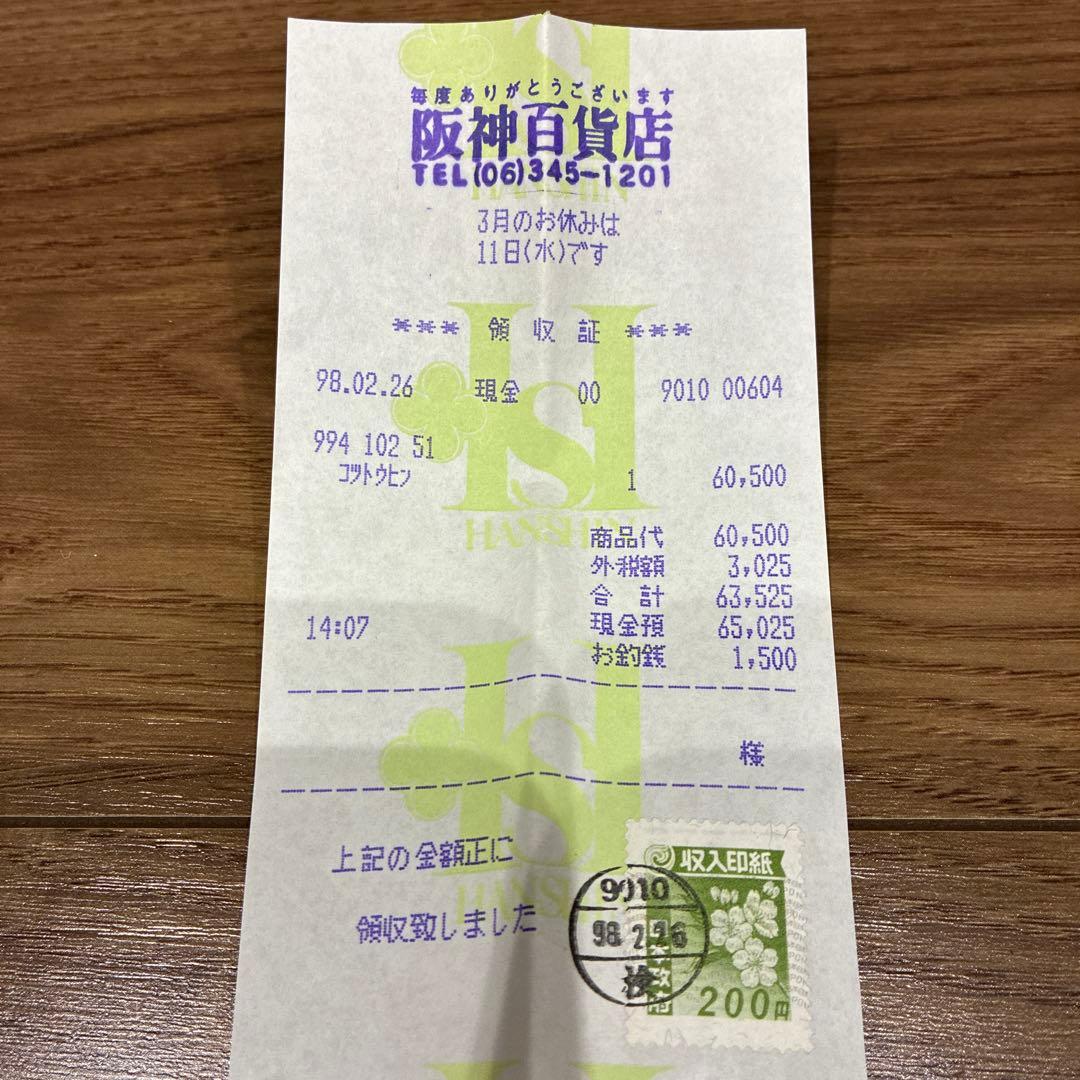 毎度ありがとうございます
阪神百貨店
TEL(06)345-1201
3月のお休みは
11日(水)です
*** 領 収 証 ***
98.02.26 現金 00 9010 00604
994 102 51
ｺﾂﾄｳﾋﾝ 1 60,500
HANSHIN
商品代 60,500
外税額 3,025
合 計 63,525
14:07 現金預 65,025
お釣銭 1,500
様
上記の金額正に
領収致しました
収入印紙
9010
98.2.26
200円